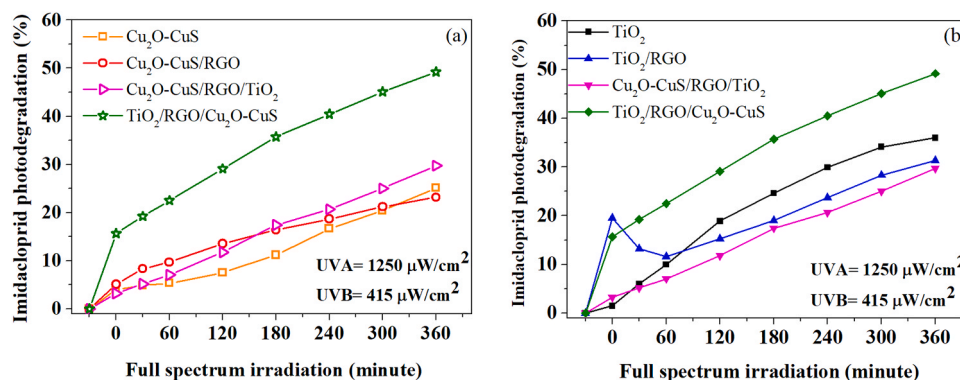 (a)
Imidacloprid photodegradation (%)
60
50
40
30
20
10
0
Cu₂O-CuS
Cu₂O-CuS/RGO
Cu₂O-CuS/RGO/TiO₂
TiO₂/RGO/Cu₂O-CuS
UVA= 1250 μW/cm²
UVB= 415 μW/cm²
0 60 120 180 240 300 360
Full spectrum irradiation (minute)
(b)
Imidacloprid photodegradation (%)
60
50
40
30
20
10
0
TiO₂
TiO₂/RGO
Cu₂O-CuS/RGO/TiO₂
TiO₂/RGO/Cu₂O-CuS
UVA= 1250 μW/cm²
UVB= 415 μW/cm²
0 60 120 180 240 300 360
Full spectrum irradiation (minute)